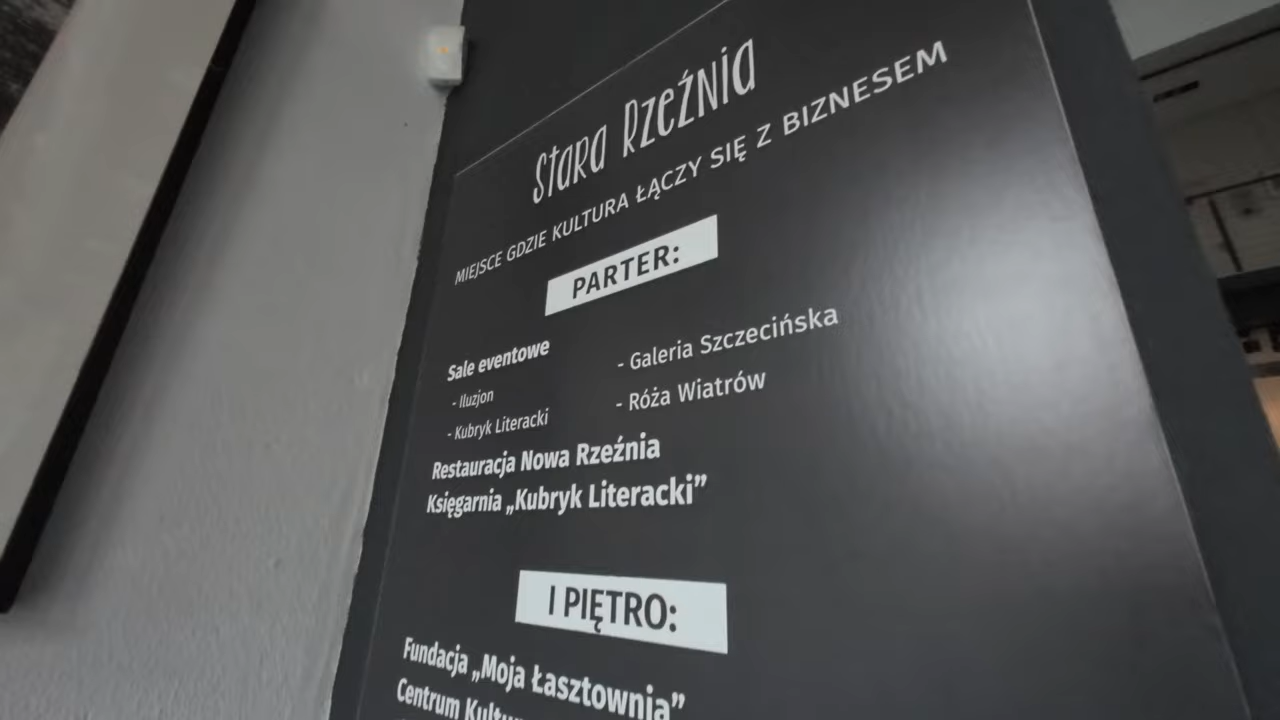 Stara Rzeźnia
MIEJSCE GDZIE KULTURA ŁĄCZY SIĘ Z BIZNESEM
PARTER:
Sale eventowe
- Iluzjon
- Kubryk Literacki
- Galeria Szczecińska
- Róża Wiatrów
Restauracja Nowa Rzeźnia
Księgarnia „Kubryk Literacki”
I PIĘTRO:
Fundacja „Moja Łasztownia”
Centrum